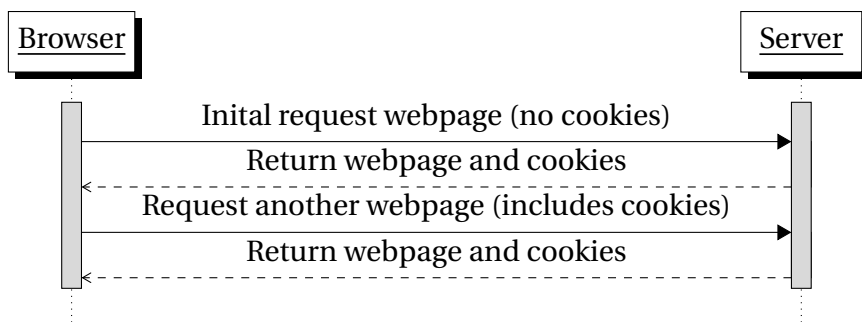 Browser
Server
Inital request webpage (no cookies)
Return webpage and cookies
Request another webpage (includes cookies)
Return webpage and cookies